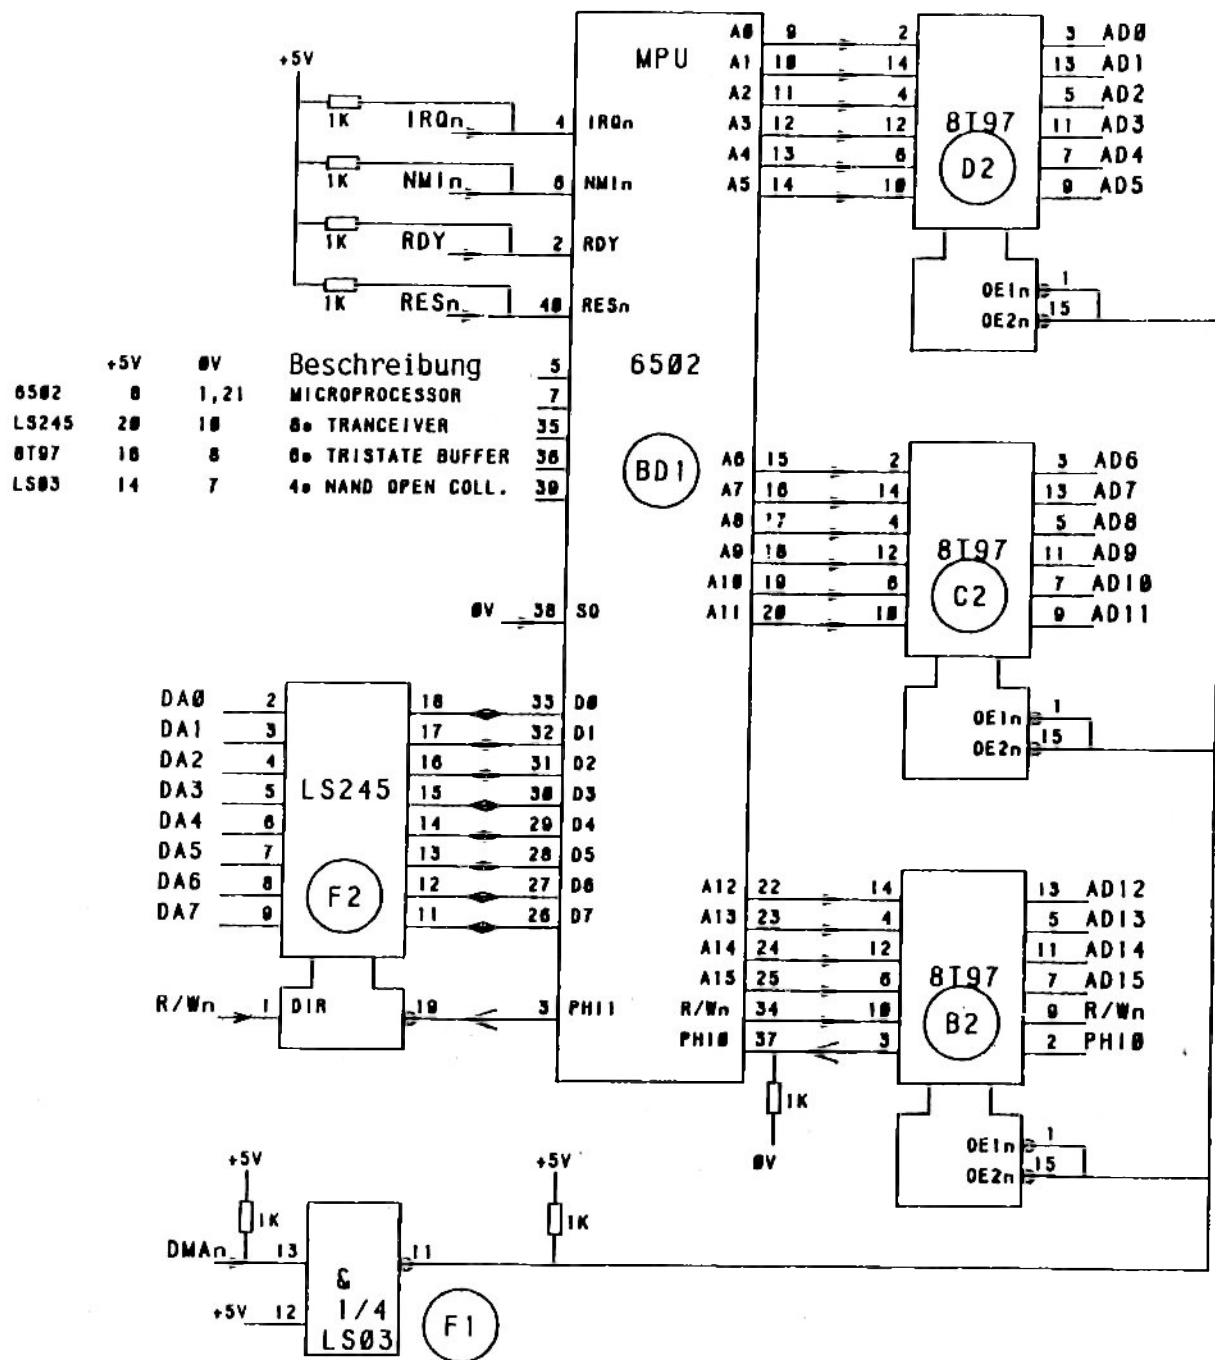 MPU
6502
BD1
+5V
1K IRQn 4 IRQn
1K NMIn 6 NMIn
1K RDY 2 RDY
1K RESn 40 RESn
+5V 0V Beschreibung
6502 8 1,21 MICROPROCESSOR
LS245 20 10 8* TRANCEIVER
8T97 16 8 6* TRISTATE BUFFER
LS03 14 7 4* NAND OPEN COLL.
5
7
35
36
39
0V 38 SO
A0 9 2 3 AD0
A1 10 14 13 AD1
A2 11 4 5 AD2
A3 12 12 11 AD3
A4 13 6 7 AD4
A5 14 10 9 AD5
8T97
D2
OE1n 1
OE2n 15
A6 15 2 3 AD6
A7 16 14 13 AD7
A8 17 4 5 AD8
A9 18 12 11 AD9
A10 19 6 7 AD10
A11 20 10 9 AD11
8T97
C2
OE1n 1
OE2n 15
DA0 2 18 33 D0
DA1 3 17 32 D1
DA2 4 16 31 D2
DA3 5 15 30 D3
DA4 6 14 29 D4
DA5 7 13 28 D5
DA6 8 12 27 D6
DA7 9 11 26 D7
LS245
F2
R/Wn 1 DIR 19 3 PHI1
A12 22 14 13 AD12
A13 23 4 5 AD13
A14 24 12 11 AD14
A15 25 6 7 AD15
R/Wn 34 10 9 R/Wn
PHI0 37 3 2 PHI0
8T97
B2
1K
0V
OE1n 1
OE2n 15
+5V
1K
+5V
1K
DMAn 13 11
+5V 12
&
1/4
LS03
F1